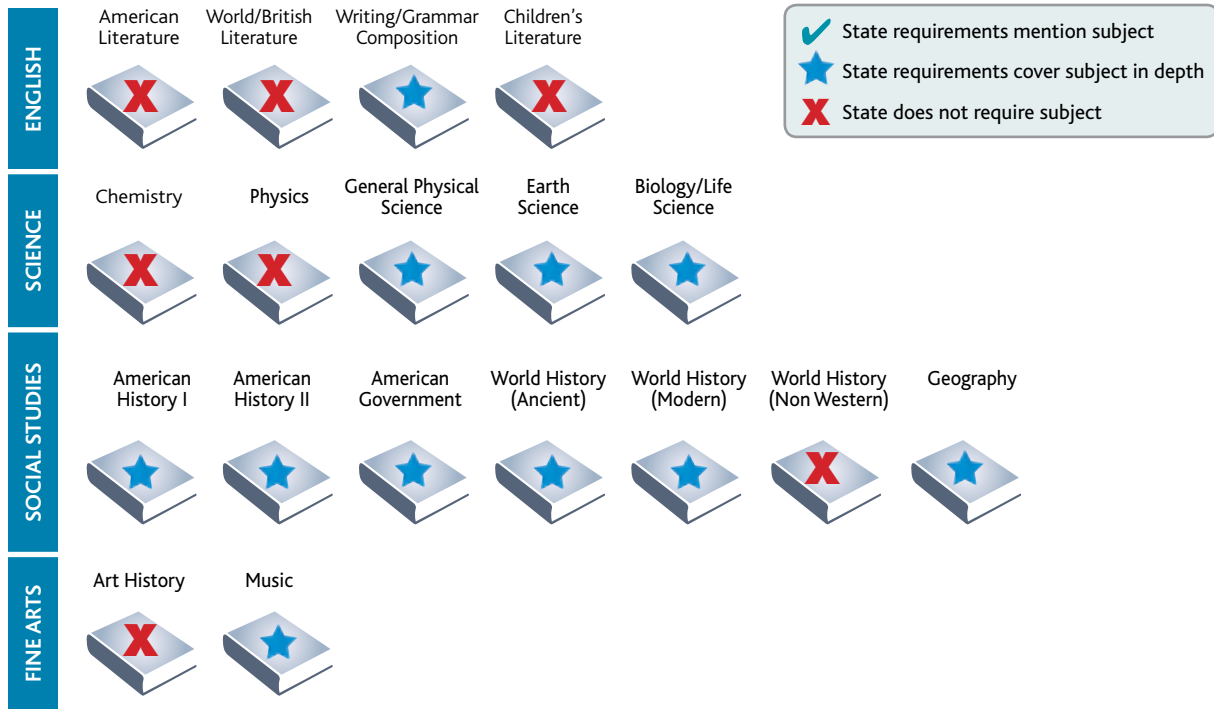 ENGLISH
American
Literature
World/British
Literature
Writing/Grammar
Composition
Children's
Literature
State requirements mention subject
State requirements cover subject in depth
State does not require subject
SCIENCE
Chemistry
Physics
General Physical
Science
Earth
Science
Biology/Life
Science
SOCIAL STUDIES
American
History I
American
History II
American
Government
World History
(Ancient)
World History
(Modern)
World History
(Non Western)
Geography
FINE ARTS
Art History
Music